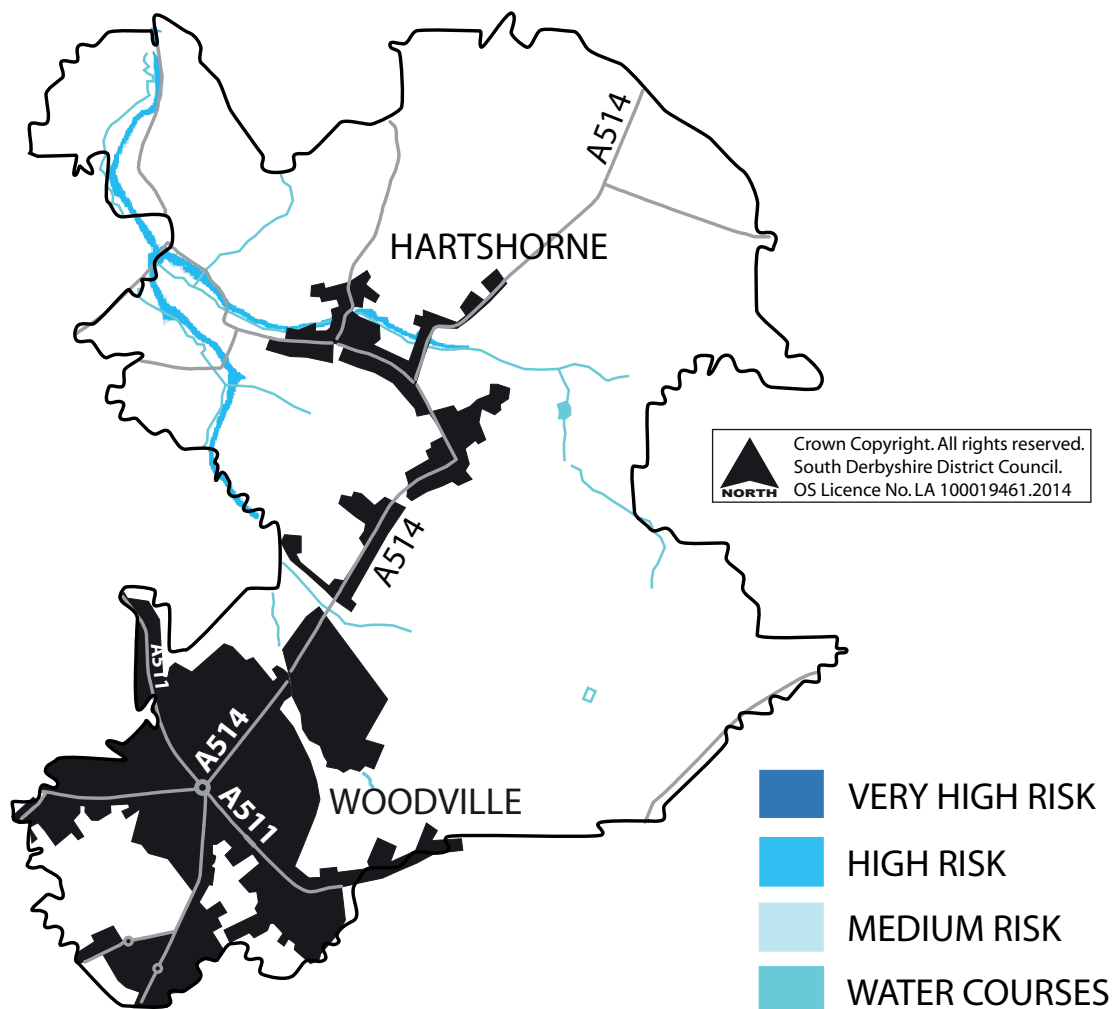 A514
HARTSHORNE
Crown Copyright. All rights reserved.
South Derbyshire District Council.
OS Licence No. LA 100019461.2014
NORTH
A514
A511
A514
A511
WOODVILLE
VERY HIGH RISK
HIGH RISK
MEDIUM RISK
WATER COURSES